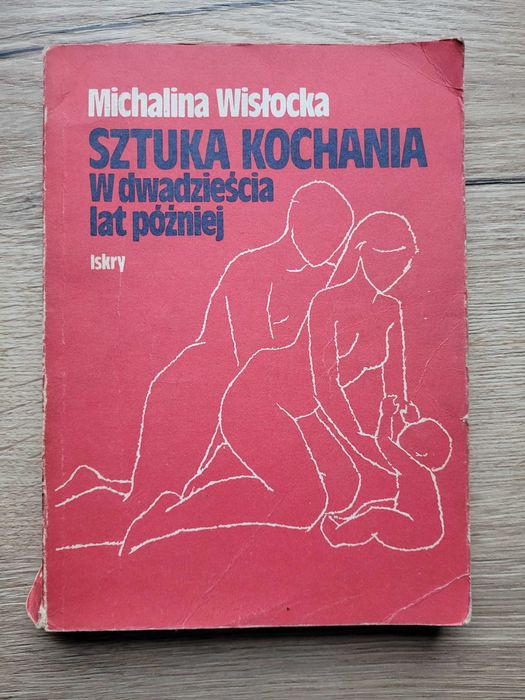 Michalina Wisłocka
SZTUKA KOCHANIA
W dwadzieścia
lat później
Iskry